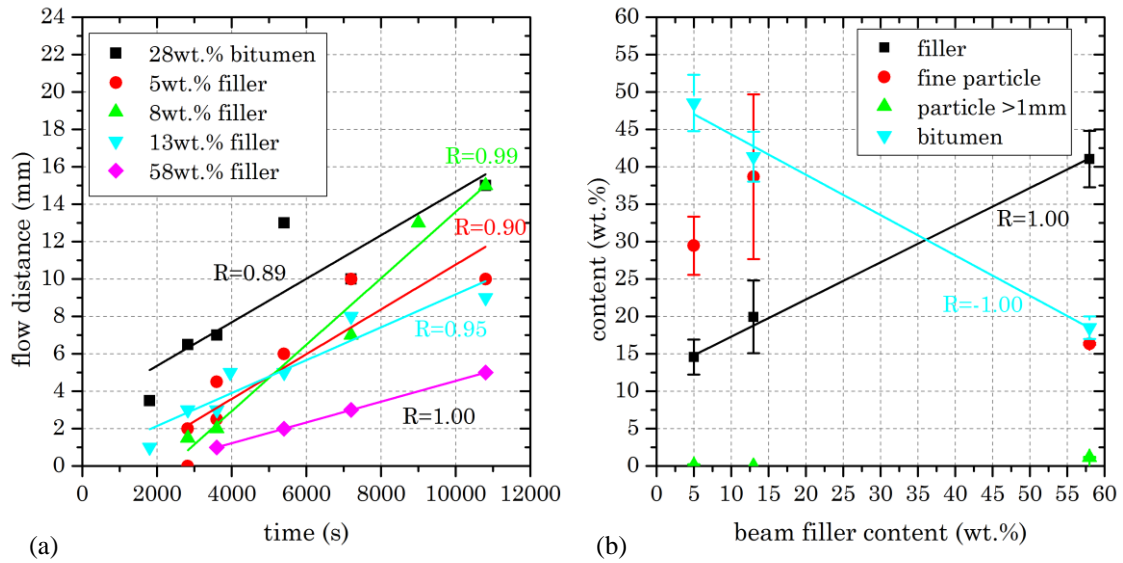 24
22
20
18
16
14
12
10
8
6
4
2
0
flow distance (mm)
28wt.% bitumen
5wt.% filler
8wt.% filler
13wt.% filler
58wt.% filler
R=0.99
R=0.90
R=0.89
R=0.95
R=1.00
0 2000 4000 6000 8000 10000 12000
time (s)
(a)
60
55
50
45
40
35
30
25
20
15
10
5
0
content (wt.%)
filler
fine particle
particle >1mm
bitumen
R=1.00
R=-1.00
0 5 10 15 20 25 30 35 40 45 50 55 60
beam filler content (wt.%)
(b)